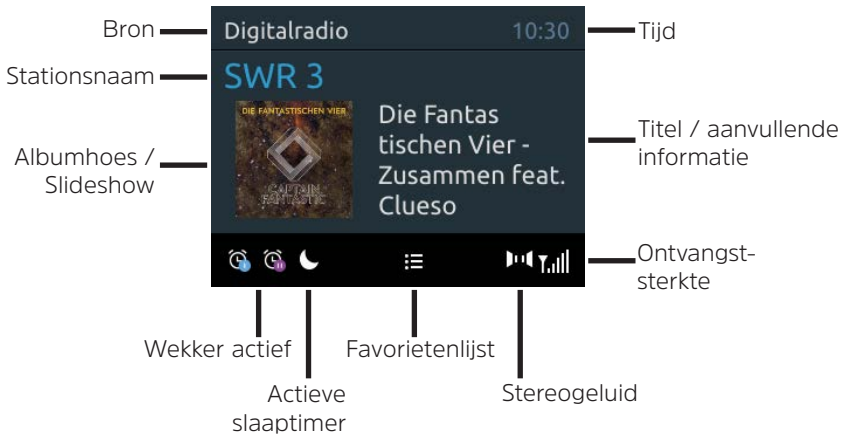 Bron
Digitalradio
10:30
Tijd
Stationsnaam
SWR 3
DIE FANTASTISCHEN VIER
CAPTAIN
FANTASTIC
Albumhoes /
Slideshow
Die Fantas
tischen Vier -
Zusammen feat.
Clueso
Titel / aanvullende
informatie
Ontvangst-
sterkte
Wekker actief
Favorietenlijst
Actieve
slaaptimer
Stereogeluid